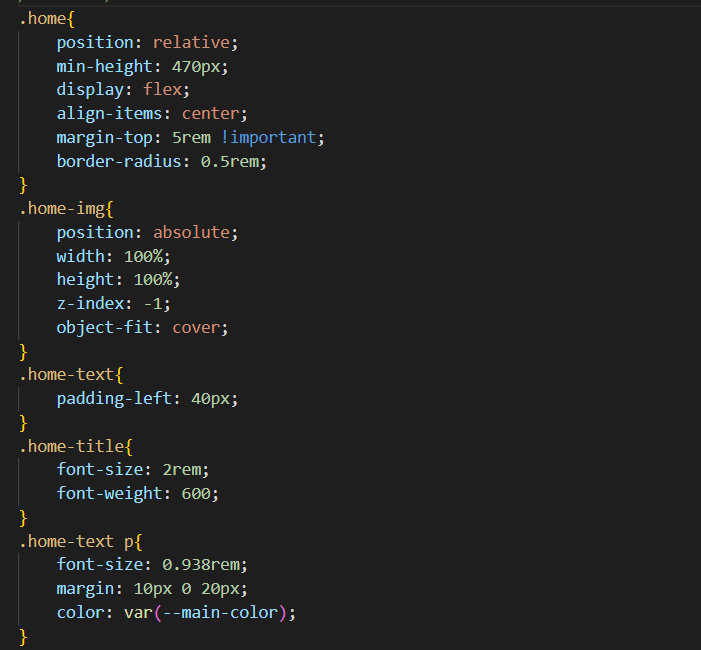 .home{
    position: relative;
    min-height: 470px;
    display: flex;
    align-items: center;
    margin-top: 5rem !important;
    border-radius: 0.5rem;
}
.home-img{
    position: absolute;
    width: 100%;
    height: 100%;
    z-index: -1;
    object-fit: cover;
}
.home-text{
    padding-left: 40px;
}
.home-title{
    font-size: 2rem;
    font-weight: 600;
}
.home-text p{
    font-size: 0.938rem;
    margin: 10px 0 20px;
    color: var(--main-color);
}